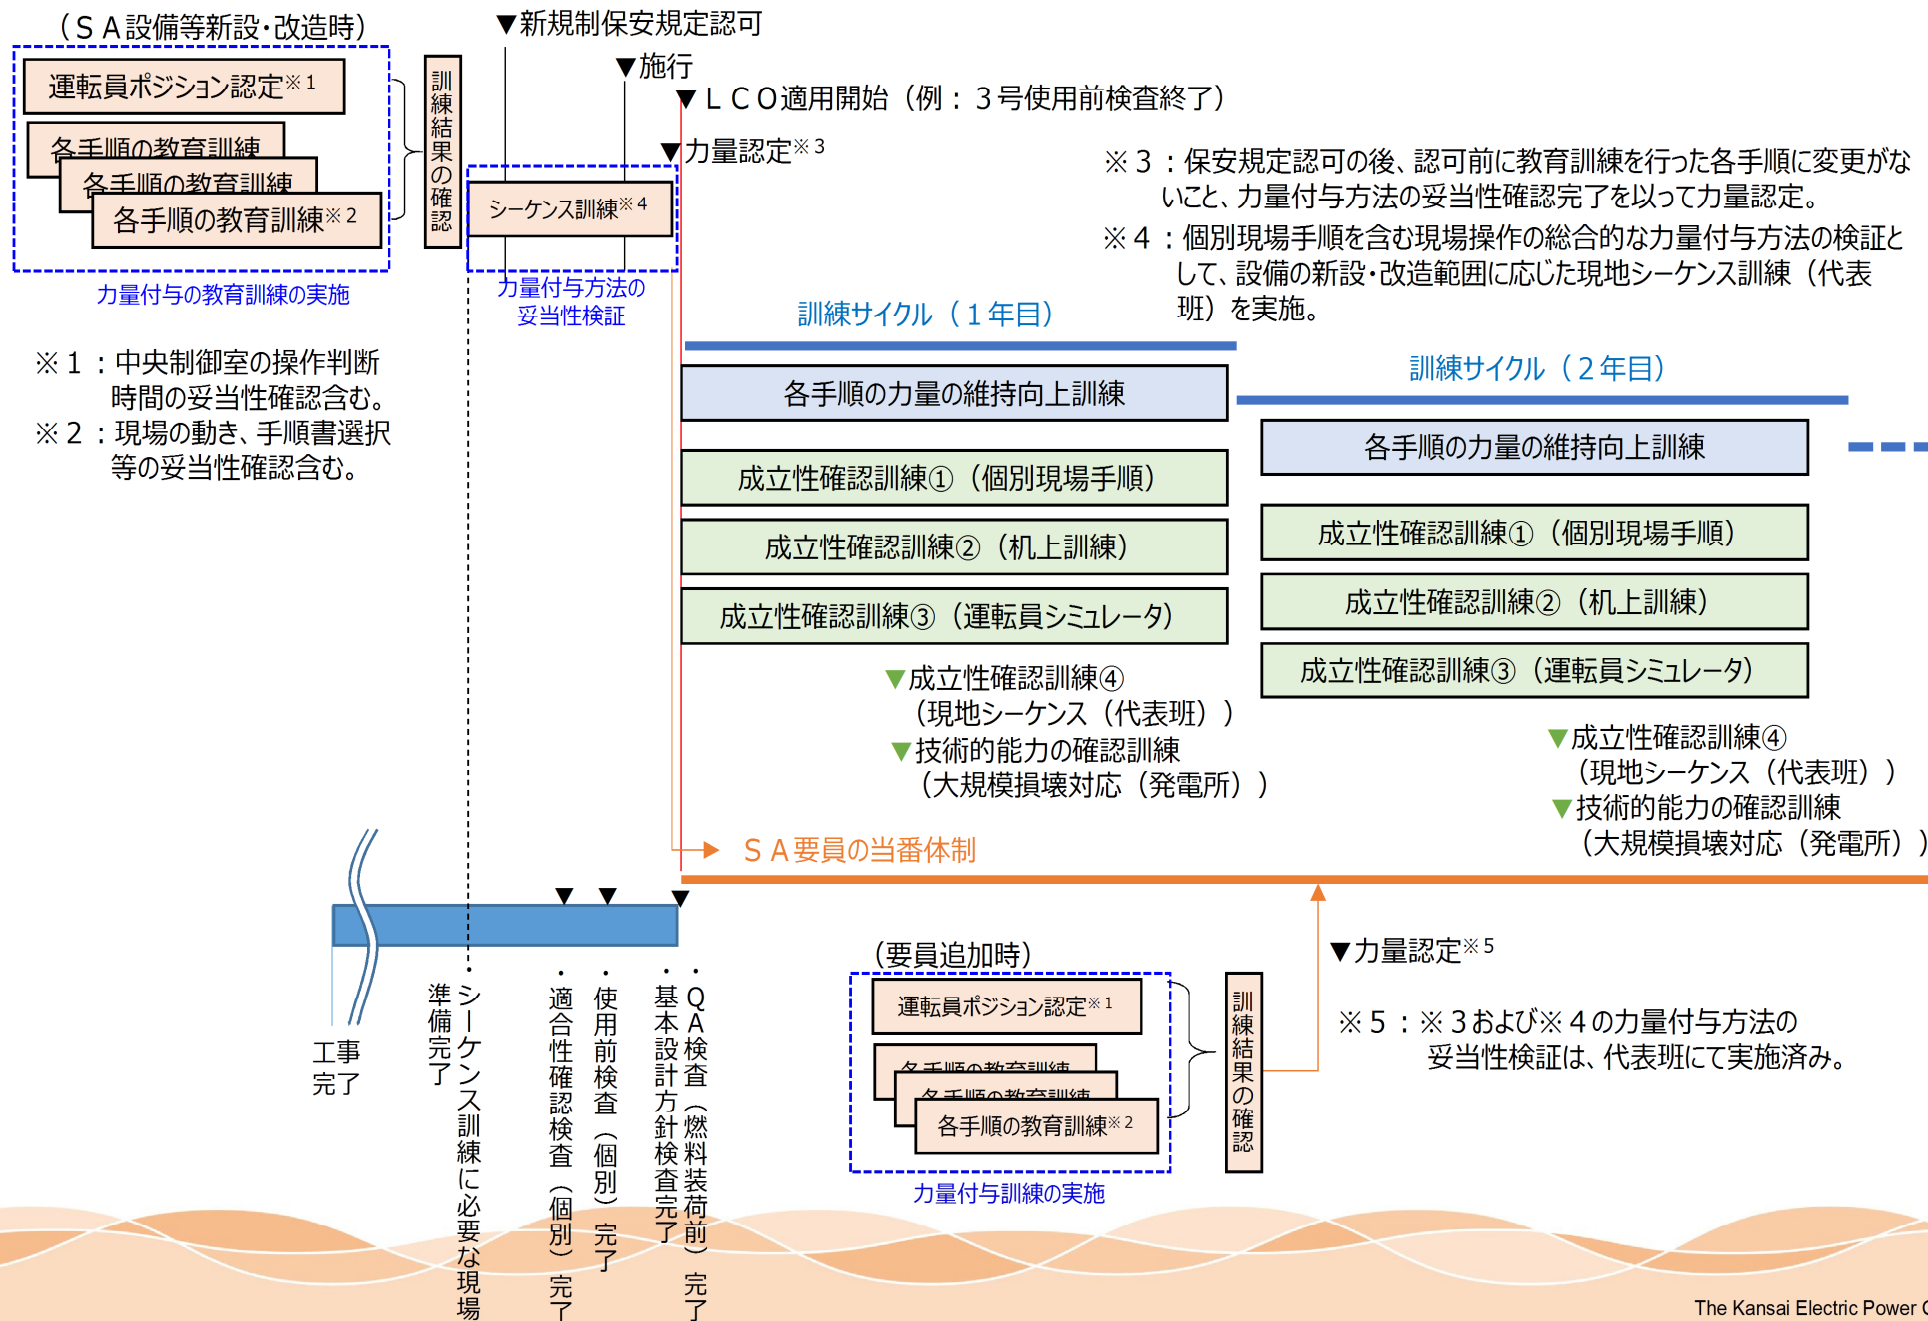 （ＳＡ設備等新設・改造時）
▼新規制保安規定認可
▼施行
▼ＬＣＯ適用開始（例：３号使用前検査終了）
▼力量認定※３
運転員ポジション認定※１
各手順の教育訓練
各手順の教育訓練
各手順の教育訓練※２
訓練結果の確認
シーケンス訓練※４
力量付与の教育訓練の実施
力量付与方法の
妥当性検証
※１：中央制御室の操作判断
時間の妥当性確認含む。
※２：現場の動き、手順書選択
等の妥当性確認含む。
※３：保安規定認可の後、認可前に教育訓練を行った各手順に変更がな
いこと、力量付与方法の妥当性確認完了を以って力量認定。
※４：個別現場手順を含む現場操作の総合的な力量付与方法の検証と
して、設備の新設・改造範囲に応じた現地シーケンス訓練（代表
班）を実施。
訓練サイクル（１年目）
各手順の力量の維持向上訓練
成立性確認訓練①（個別現場手順）
成立性確認訓練②（机上訓練）
成立性確認訓練③（運転員シミュレータ）
▼成立性確認訓練④
（現地シーケンス（代表班））
▼技術的能力の確認訓練
（大規模損壊対応（発電所））
訓練サイクル（２年目）
各手順の力量の維持向上訓練
成立性確認訓練①（個別現場手順）
成立性確認訓練②（机上訓練）
成立性確認訓練③（運転員シミュレータ）
▼成立性確認訓練④
（現地シーケンス（代表班））
▼技術的能力の確認訓練
（大規模損壊対応（発電所））
ＳＡ要員の当番体制
工事
完了
・シーケンス訓練に必要な現場
準備完了
・適合性確認検査（個別）完了
・使用前検査（個別）完了
・ＱＡ検査（燃料装荷前）完了
・基本設計方針検査完了
（要員追加時）
運転員ポジション認定※１
各手順の教育訓練
各手順の教育訓練
各手順の教育訓練※２
訓練結果の確認
力量付与訓練の実施
▼力量認定※５
※５：※３および※４の力量付与方法の
妥当性検証は、代表班にて実施済み。
The Kansai Electric Power